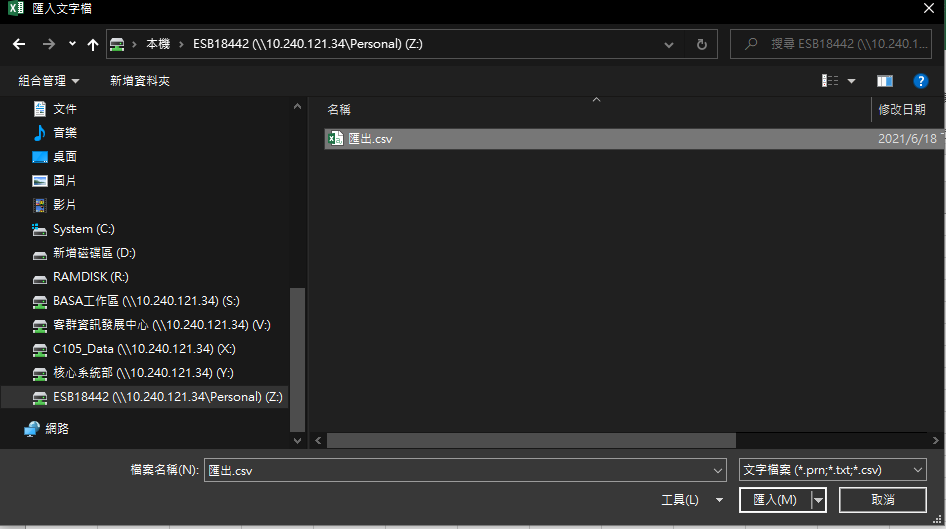 匯入文字檔
本機 > ESB18442 (\\10.240.121.34\Personal) (Z:)
搜尋 ESB18442 (\\10.240.1...
組合管理
新增資料夾
名稱
修改日期
文件
音樂
桌面
圖片
影片
System (C:)
新增磁碟區 (D:)
RAMDISK (R:)
BASA工作區 (\\10.240.121.34) (S:)
客群資訊發展中心 (\\10.240.121.34) (V:)
C105_Data (\\10.240.121.34) (X:)
核心系統部 (\\10.240.121.34) (Y:)
ESB18442 (\\10.240.121.34\Personal) (Z:)
網路
匯出.csv
2021/6/18
檔案名稱(N):
匯出.csv
文字檔案 (*.prn;*.txt;*.csv)
工具(L)
匯入(M)
取消